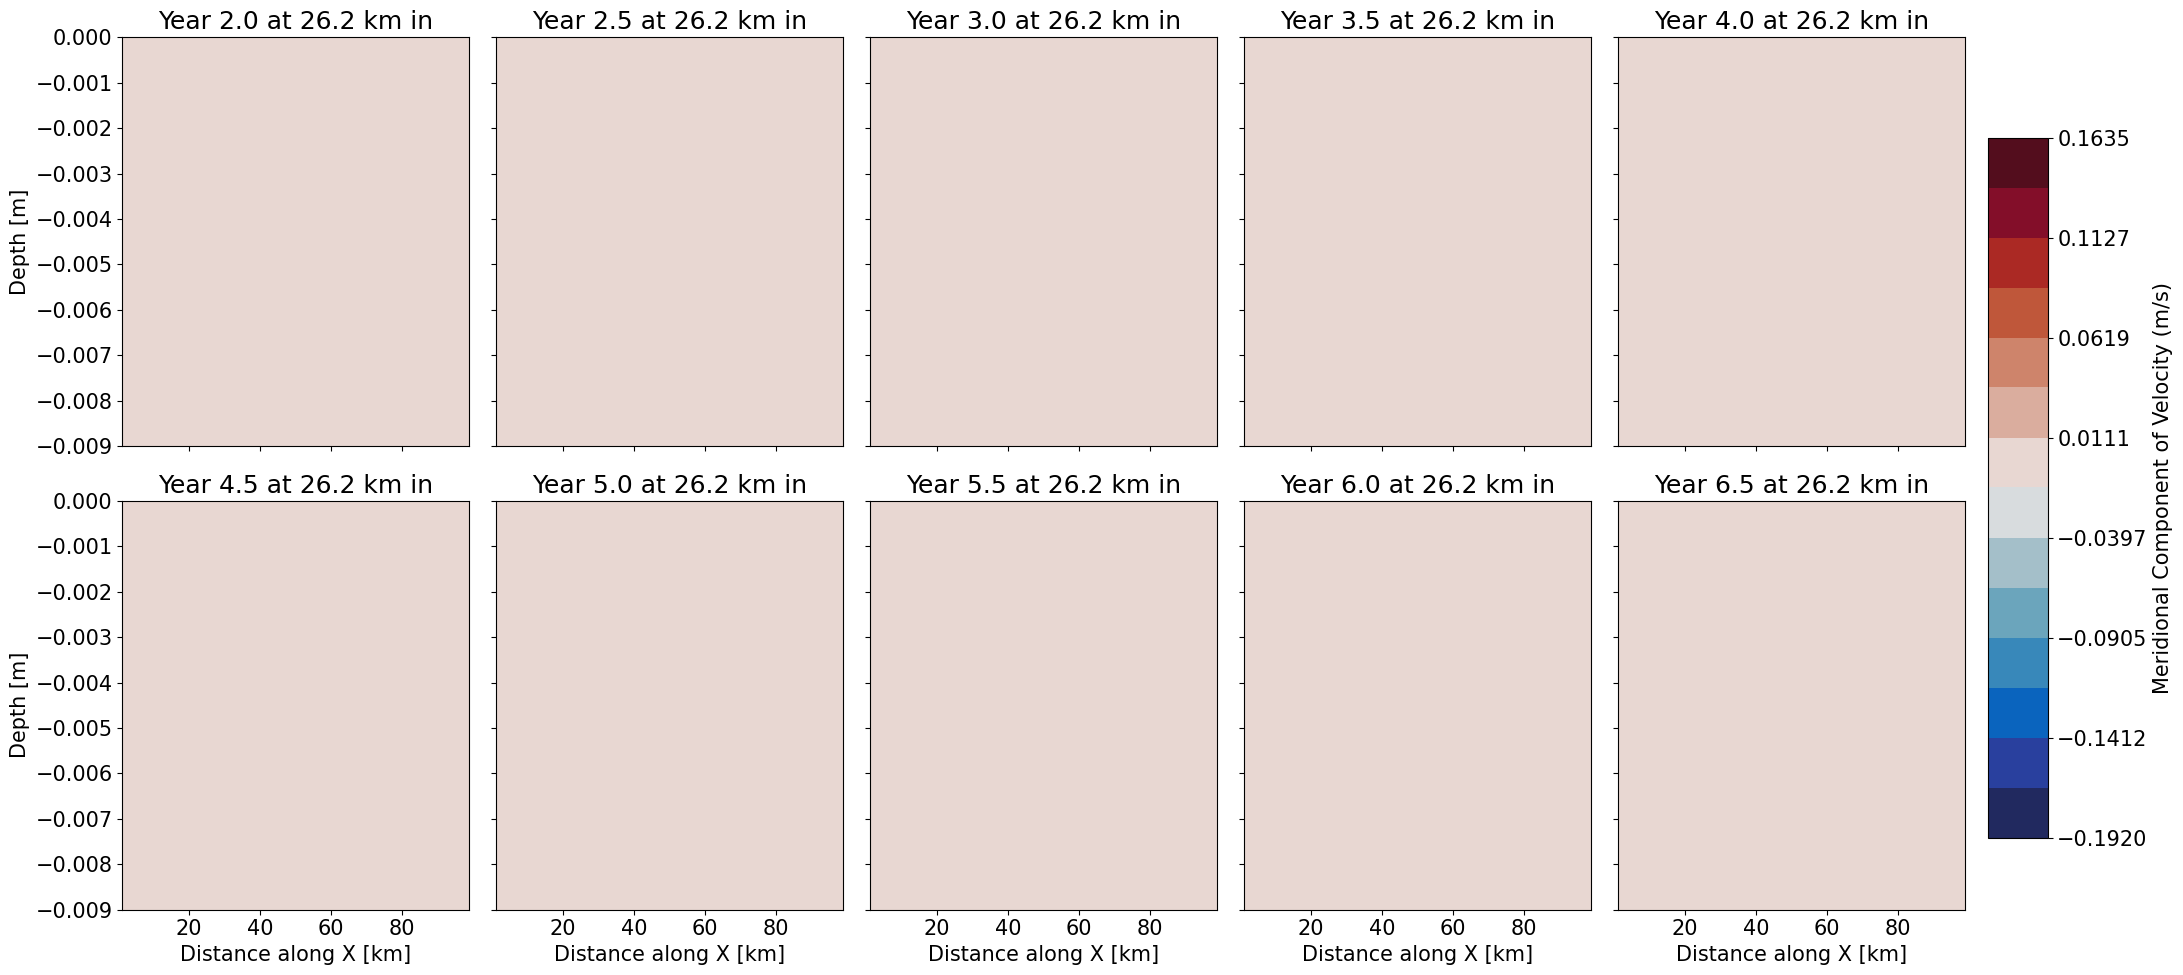 Year 2.0 at 26.2 km in
Year 2.5 at 26.2 km in
Year 3.0 at 26.2 km in
Year 3.5 at 26.2 km in
Year 4.0 at 26.2 km in
0.000
−0.001
−0.002
−0.003
−0.004
−0.005
−0.006
−0.007
−0.008
−0.009
Depth [m]
Year 4.5 at 26.2 km in
Year 5.0 at 26.2 km in
Year 5.5 at 26.2 km in
Year 6.0 at 26.2 km in
Year 6.5 at 26.2 km in
0.000
−0.001
−0.002
−0.003
−0.004
−0.005
−0.006
−0.007
−0.008
−0.009
Depth [m]
20 40 60 80
20 40 60 80
20 40 60 80
20 40 60 80
20 40 60 80
Distance along X [km]
Distance along X [km]
Distance along X [km]
Distance along X [km]
Distance along X [km]
0.1635
0.1127
0.0619
0.0111
−0.0397
−0.0905
−0.1412
−0.1920
Meridional Component of Velocity (m/s)